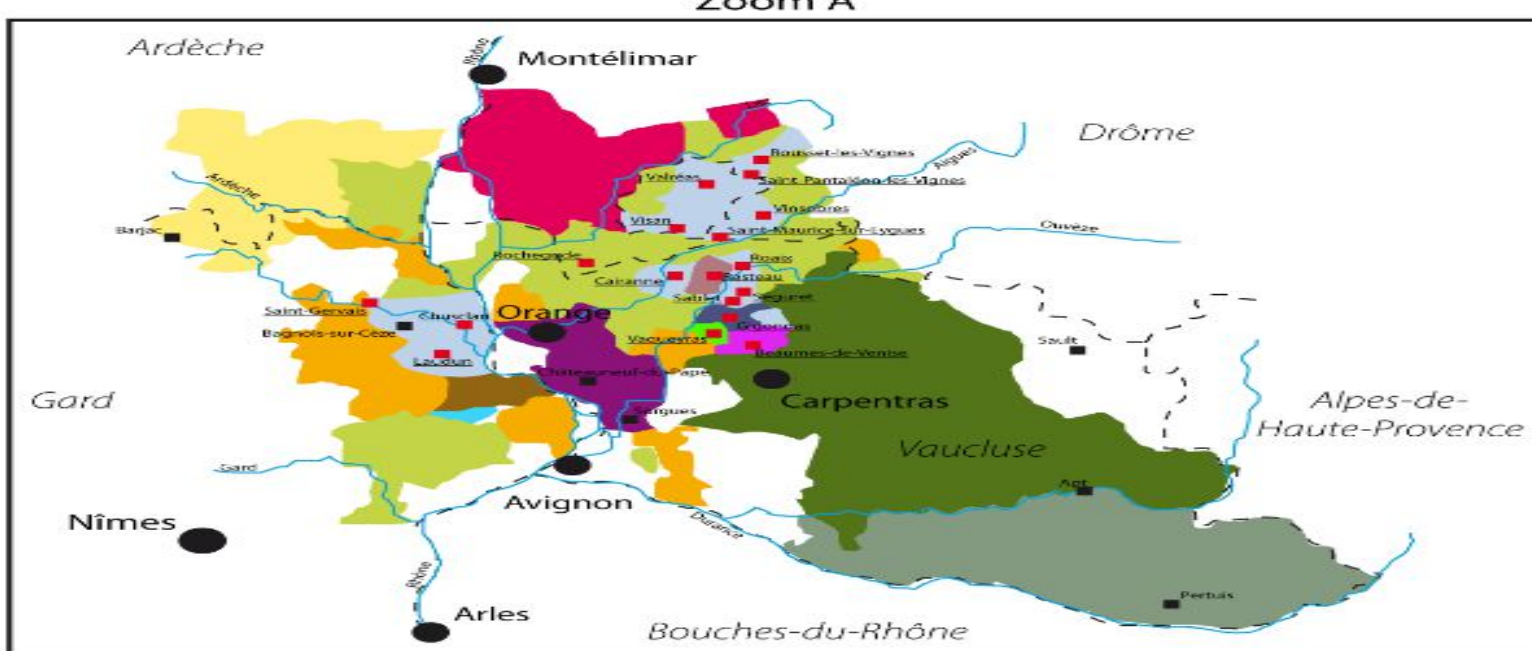 Zoom A
Ardèche
Rhône
Montélimar
Drôme
Rousset-les-Vignes
Aigues
Valréas
Saint-Pantaléon-les-Vignes
Ardèche
Vinsobres
Visan
Saint-Maurice-sur-Eygues
Barjac
Ouvèze
Rochegude
Roaix
Cairanne
Rasteau
Sablet
Séguret
Saint-Gervais
Chusclan
Orange
Gigondas
Bagnols-sur-Cèze
Vacqueyras
Sault
Laudun
Beaumes-de-Venise
Châteauneuf-du-Pape
Gard
Carpentras
Alpes-de-
Haute-Provence
Sorgues
Vaucluse
Gard
Apt
Avignon
Nîmes
Durance
Rhône
Pertuis
Arles
Bouches-du-Rhône